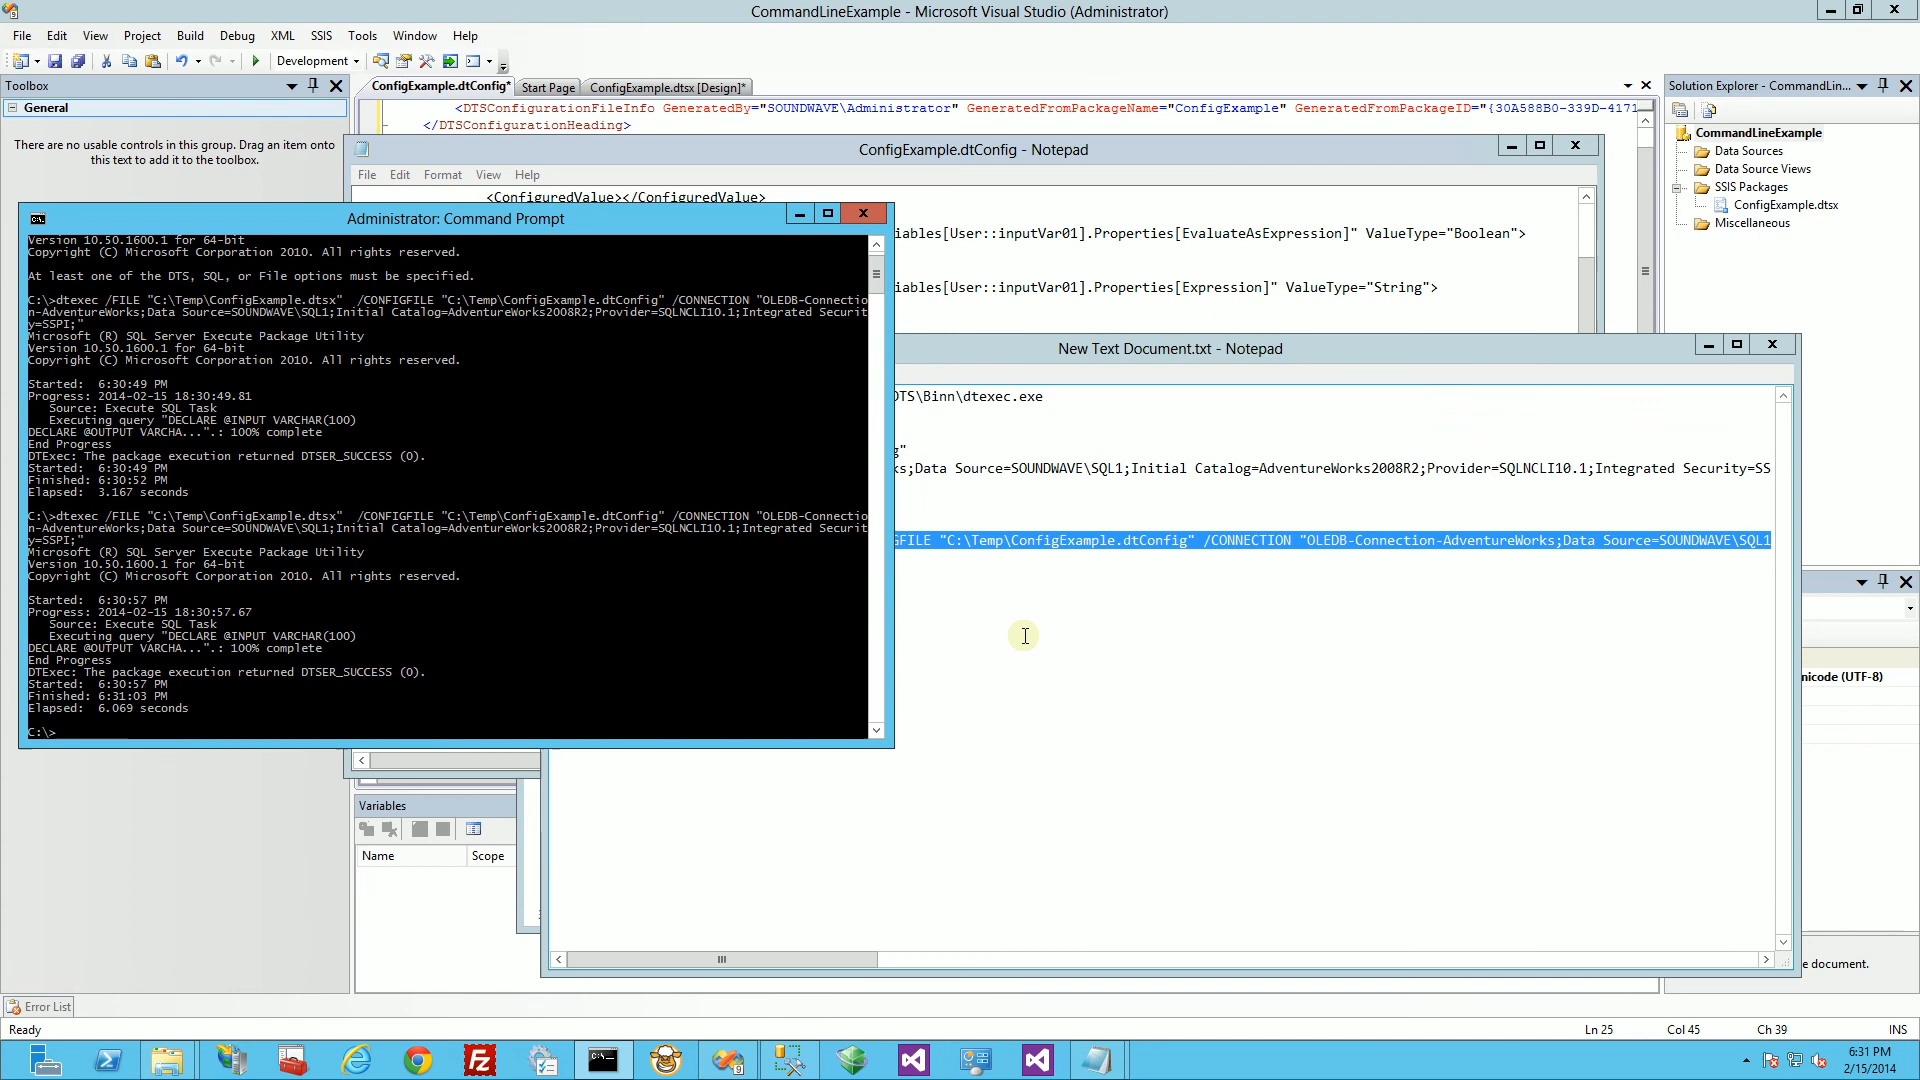 CommandLineExample - Microsoft Visual Studio (Administrator)
File Edit View Project Build Debug XML SSIS Tools Window Help
Development
Toolbox
General
There are no usable controls in this group. Drag an item onto
this text to add it to the toolbox.
ConfigExample.dtConfig* Start Page ConfigExample.dtsx [Design]*
<DTSConfigurationFileInfo GeneratedBy="SOUNDWAVE\Administrator" GeneratedFromPackageName="ConfigExample" GeneratedFromPackageID="{30A588B0-339D-4171
</DTSConfigurationHeading>
Solution Explorer - CommandLin...
CommandLineExample
Data Sources
Data Source Views
SSIS Packages
ConfigExample.dtsx
Miscellaneous
ConfigExample.dtConfig - Notepad
File Edit Format View Help
<ConfiguredValue></ConfiguredValue>
ariables[User::inputVar01].Properties[EvaluateAsExpression]" ValueType="Boolean">
iables[User::inputVar01].Properties[Expression]" ValueType="String">
Administrator: Command Prompt
Version 10.50.1600.1 for 64-bit
Copyright (C) Microsoft Corporation 2010. All rights reserved.
At least one of the DTS, SQL, or File options must be specified.
C:\>dtexec /FILE "C:\Temp\ConfigExample.dtsx"  /CONFIGFILE "C:\Temp\ConfigExample.dtConfig" /CONNECTION "OLEDB-Connectio
n-AdventureWorks;Data Source=SOUNDWAVE\SQL1;Initial Catalog=AdventureWorks2008R2;Provider=SQLNCLI10.1;Integrated Securit
y=SSPI;"
Microsoft (R) SQL Server Execute Package Utility
Version 10.50.1600.1 for 64-bit
Copyright (C) Microsoft Corporation 2010. All rights reserved.
Started:  6:30:49 PM
Progress: 2014-02-15 18:30:49.81
Source: Execute SQL Task
Executing query "DECLARE @INPUT VARCHAR(100)
DECLARE @OUTPUT VARCHA...".: 100% complete
End Progress
DTExec: The package execution returned DTSER_SUCCESS (0).
Started:  6:30:49 PM
Finished: 6:30:52 PM
Elapsed:  3.167 seconds
C:\>dtexec /FILE "C:\Temp\ConfigExample.dtsx"  /CONFIGFILE "C:\Temp\ConfigExample.dtConfig" /CONNECTION "OLEDB-Connectio
n-AdventureWorks;Data Source=SOUNDWAVE\SQL1;Initial Catalog=AdventureWorks2008R2;Provider=SQLNCLI10.1;Integrated Securit
y=SSPI;"
Microsoft (R) SQL Server Execute Package Utility
Version 10.50.1600.1 for 64-bit
Copyright (C) Microsoft Corporation 2010. All rights reserved.
Started:  6:30:57 PM
Progress: 2014-02-15 18:30:57.67
Source: Execute SQL Task
Executing query "DECLARE @INPUT VARCHAR(100)
DECLARE @OUTPUT VARCHA...".: 100% complete
End Progress
DTExec: The package execution returned DTSER_SUCCESS (0).
Started:  6:30:57 PM
Finished: 6:31:03 PM
Elapsed:  6.069 seconds
C:\>
New Text Document.txt - Notepad
DTS\Binn\dtexec.exe
g"
ks;Data Source=SOUNDWAVE\SQL1;Initial Catalog=AdventureWorks2008R2;Provider=SQLNCLI10.1;Integrated Security=SS
GFILE "C:\Temp\ConfigExample.dtConfig" /CONNECTION "OLEDB-Connection-AdventureWorks;Data Source=SOUNDWAVE\SQL1
nicode (UTF-8)
e document.
Variables
Name Scope
Error List
Ready Ln 25 Col 45 Ch 39 INS
6:31 PM
2/15/2014